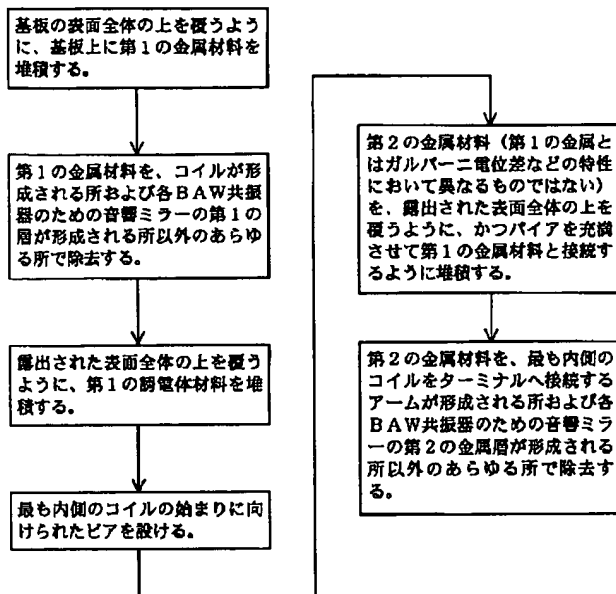 基板の表面全体の上を覆うよう
に、基板上に第1の金属材料を
堆積する。
第1の金属材料を、コイルが形
成される所および各BAW共振
器のための音響ミラーの第1の
層が形成される所以外のあらゆ
る所で除去する。
露出された表面全体の上を覆う
ように、第1の誘電体材料を堆
積する。
最も内側のコイルの始まりに向
けられたビアを設ける。
第2の金属材料（第1の金属と
はガルバーニ電位差などの特性
において異なるものではない）
を、露出された表面全体の上を
覆うように、かつバイアを充満
させて第1の金属材料と接続す
るように堆積する。
第2の金属材料を、最も内側の
コイルをターミナルへ接続する
アームが形成される所および各
BAW共振器のための音響ミラ
ーの第2の金属層が形成される
所以外のあらゆる所で除去す
る。